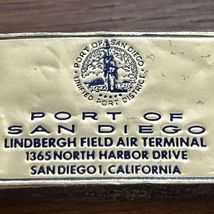 PORT OF SAN DIEGO
UNIFIED PORT DISTRICT
PORT OF
SAN DIEGO
LINDBERGH FIELD AIR TERMINAL
1365 NORTH HARBOR DRIVE
SAN DIEGO 1, CALIFORNIA